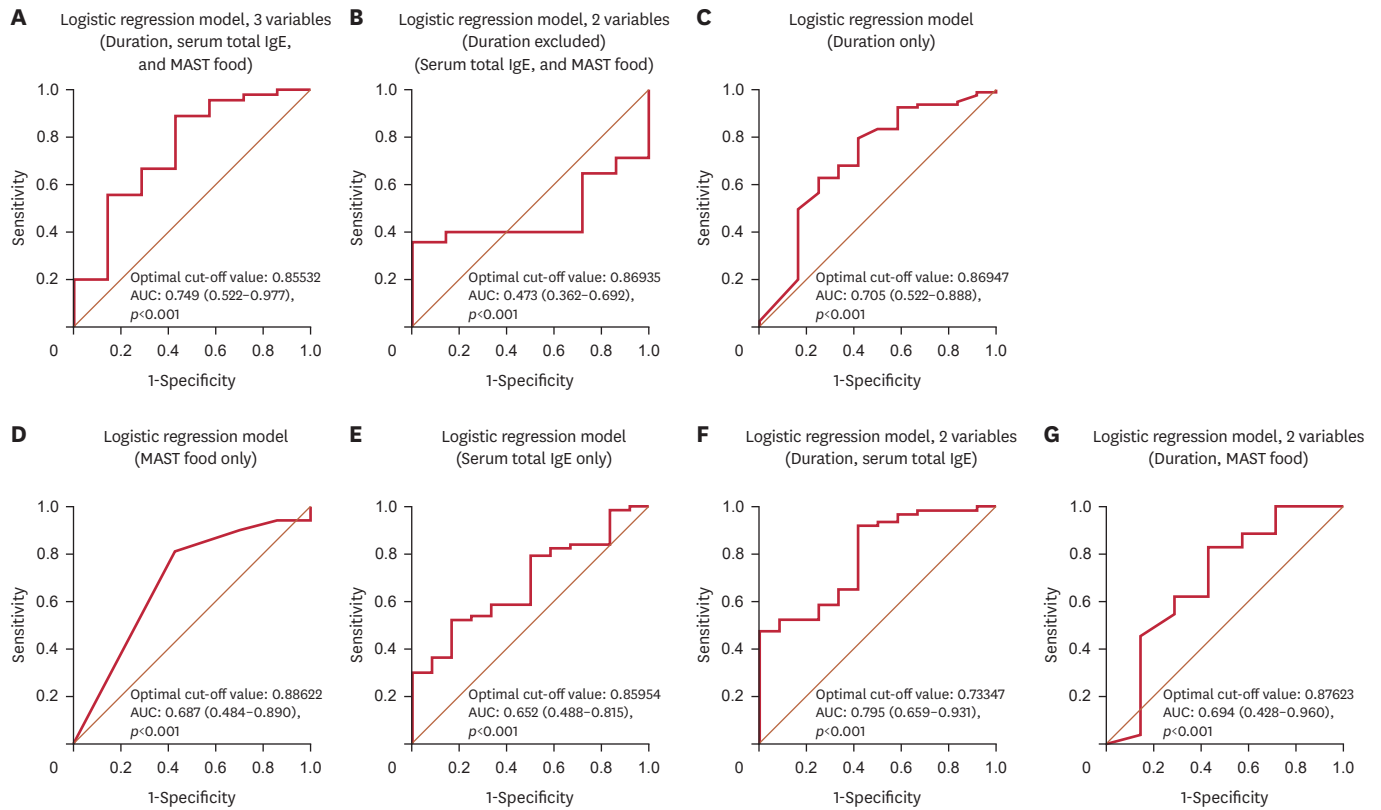 A
Logistic regression model, 3 variables
(Duration, serum total IgE,
and MAST food)
1.0
0.8
0.6
0.4
0.2
Sensitivity
Optimal cut-off value: 0.85532
AUC: 0.749 (0.522–0.977),
p<0.001
0 0.2 0.4 0.6 0.8 1.0
1-Specificity
B
Logistic regression model, 2 variables
(Duration excluded)
(Serum total IgE, and MAST food)
1.0
0.8
0.6
0.4
0.2
Sensitivity
Optimal cut-off value: 0.86935
AUC: 0.473 (0.362–0.692),
p<0.001
0 0.2 0.4 0.6 0.8 1.0
1-Specificity
C
Logistic regression model
(Duration only)
1.0
0.8
0.6
0.4
0.2
Sensitivity
Optimal cut-off value: 0.86947
AUC: 0.705 (0.522–0.888),
p<0.001
0 0.2 0.4 0.6 0.8 1.0
1-Specificity
D
Logistic regression model
(MAST food only)
1.0
0.8
0.6
0.4
0.2
Sensitivity
Optimal cut-off value: 0.88622
AUC: 0.687 (0.484–0.890),
p<0.001
0 0.2 0.4 0.6 0.8 1.0
1-Specificity
E
Logistic regression model
(Serum total IgE only)
1.0
0.8
0.6
0.4
0.2
Sensitivity
Optimal cut-off value: 0.85954
AUC: 0.652 (0.488–0.815),
p<0.001
0 0.2 0.4 0.6 0.8 1.0
1-Specificity
F
Logistic regression model, 2 variables
(Duration, serum total IgE)
1.0
0.8
0.6
0.4
0.2
Sensitivity
Optimal cut-off value: 0.73347
AUC: 0.795 (0.659–0.931),
p<0.001
0 0.2 0.4 0.6 0.8 1.0
1-Specificity
G
Logistic regression model, 2 variables
(Duration, MAST food)
1.0
0.8
0.6
0.4
0.2
Sensitivity
Optimal cut-off value: 0.87623
AUC: 0.694 (0.428–0.960),
p<0.001
0 0.2 0.4 0.6 0.8 1.0
1-Specificity